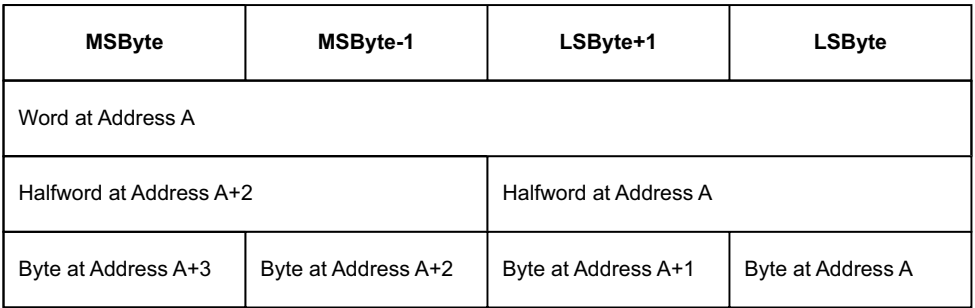 MSByte MSByte-1 LSByte+1 LSByte
Word at Address A
Halfword at Address A+2 Halfword at Address A
Byte at Address A+3 Byte at Address A+2 Byte at Address A+1 Byte at Address A